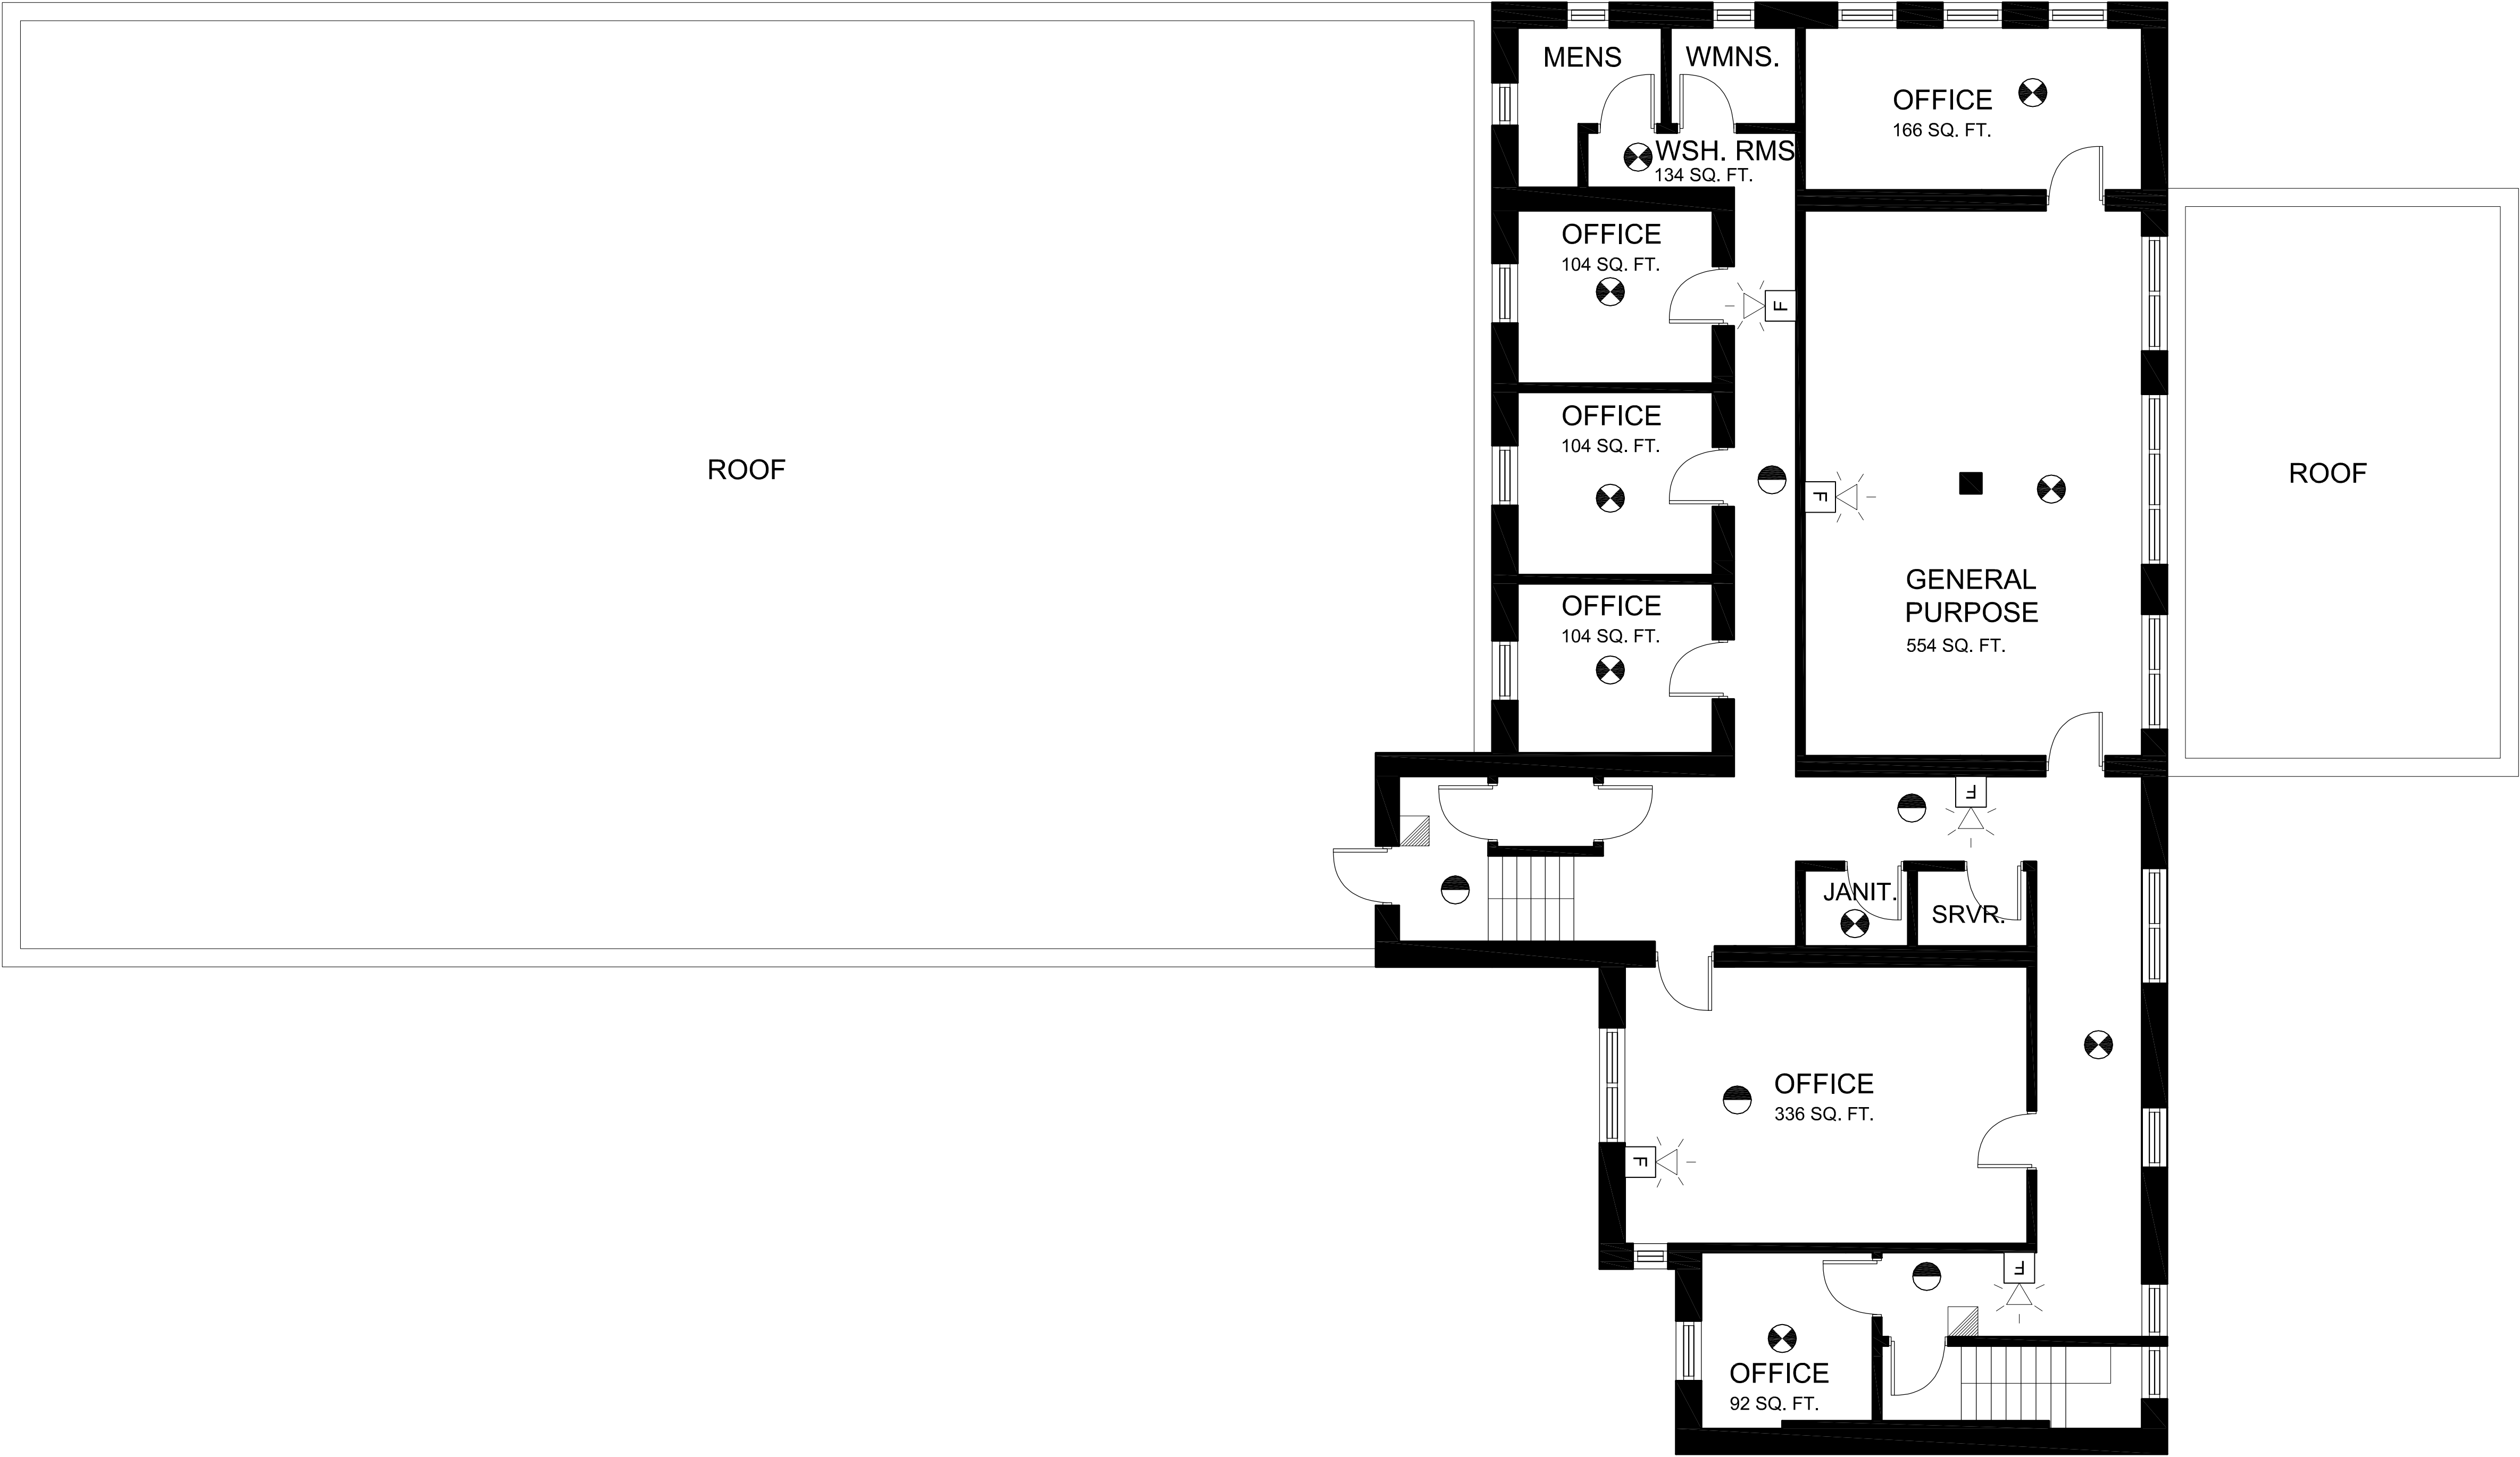 MENS
WMNS.
OFFICE
166 SQ. FT.
WSH. RMS
134 SQ. FT.
OFFICE
104 SQ. FT.
F
OFFICE
104 SQ. FT.
ROOF
F
ROOF
GENERAL
PURPOSE
554 SQ. FT.
OFFICE
104 SQ. FT.
F
JANIT.
SRVR.
OFFICE
336 SQ. FT.
F
F
OFFICE
92 SQ. FT.